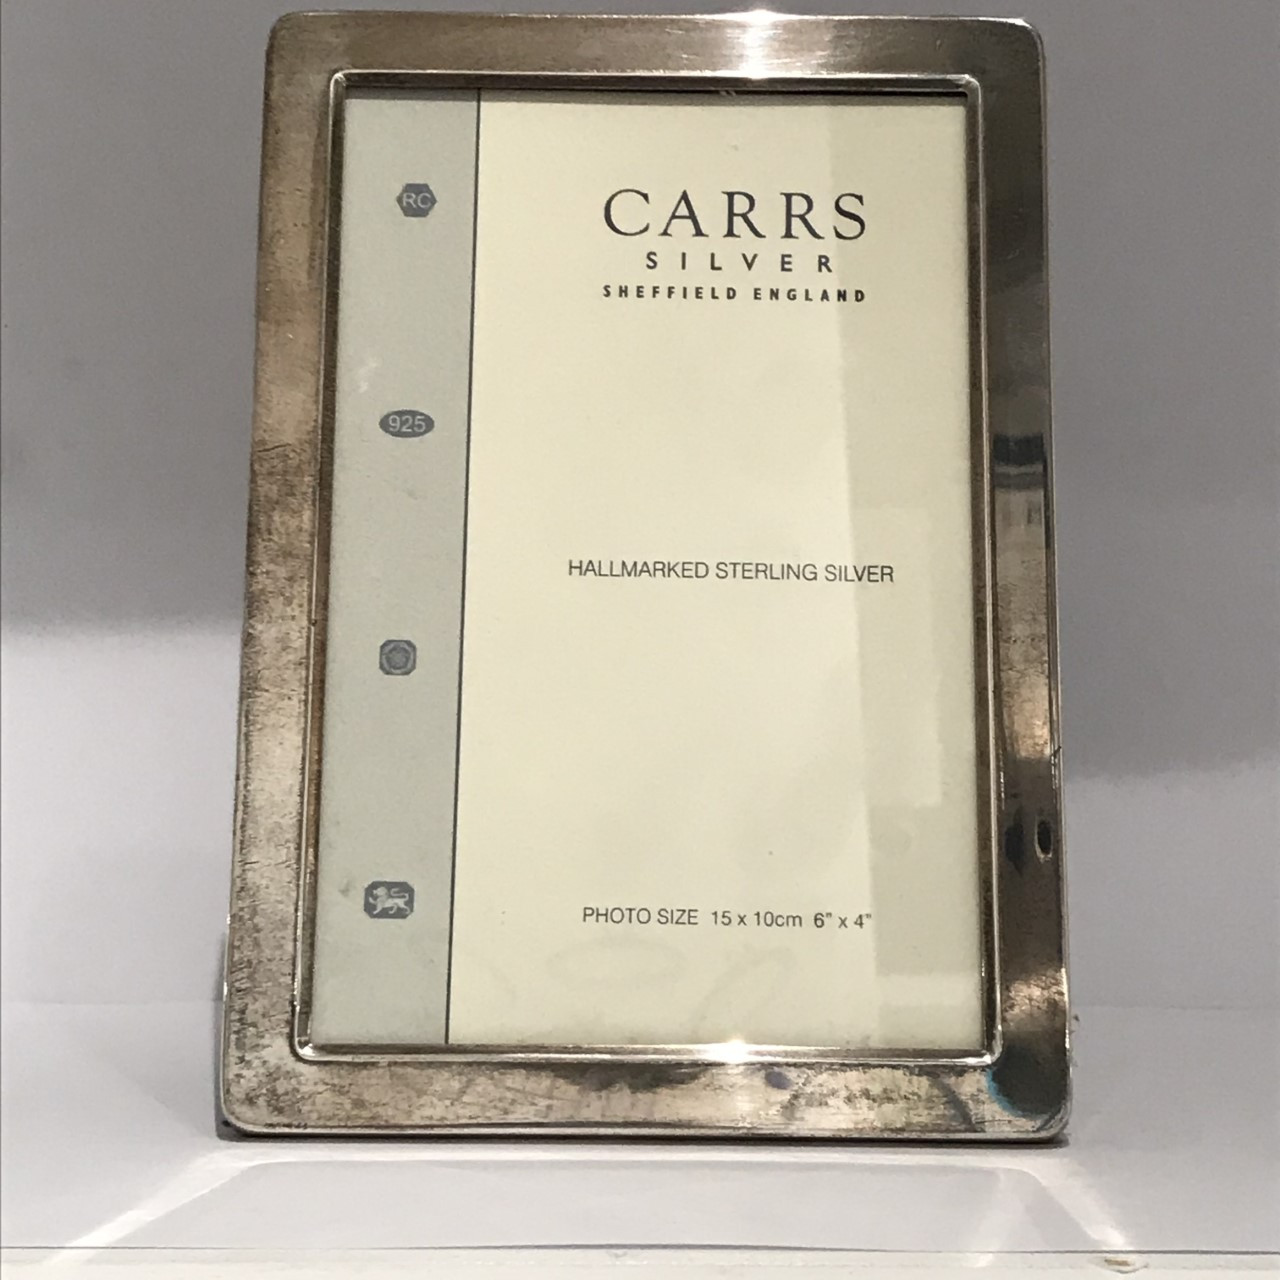 RC
CARRS
SILVER
SHEFFIELD ENGLAND
925
HALLMARKED STERLING SILVER
PHOTO SIZE 15 x 10cm 6" x 4"